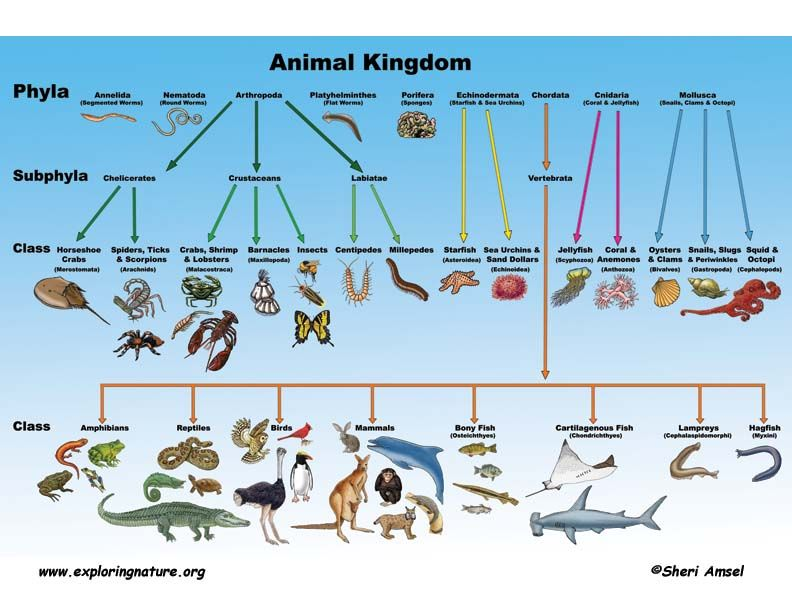 Animal Kingdom
Phyla
Annelida
(Segmented Worms)
Nematoda
(Round Worms)
Arthropoda
Platyhelminthes
(Flat Worms)
Porifera
(Sponges)
Echinodermata
(Starfish & Sea Urchins)
Chordata
Cnidaria
(Coral & Jellyfish)
Mollusca
(Snails, Clams & Octopi)
Subphyla
Chelicerates
Crustaceans
Labiatae
Vertebrata
Class
Horseshoe
Crabs
(Merostomata)
Spiders, Ticks
& Scorpions
(Arachnids)
Crabs, Shrimp
& Lobsters
(Malacostraca)
Barnacles
(Maxillopoda)
Insects
Centipedes
Millepedes
Starfish
(Asteroidea)
Sea Urchins &
Sand Dollars
(Echinoidea)
Jellyfish
(Scyphozoa)
Coral &
Anemones
(Anthozoa)
Oysters
& Clams
(Bivalves)
Snails, Slugs
& Periwinkles
(Gastropoda)
Squid &
Octopi
(Cephalopods)
Class
Amphibians
Reptiles
Birds
Mammals
Bony Fish
(Osteichthyes)
Cartilagenous Fish
(Chondrichthyes)
Lampreys
(Cephalaspidomorphi)
Hagfish
(Myxini)
www.exploringnature.org
©Sheri Amsel